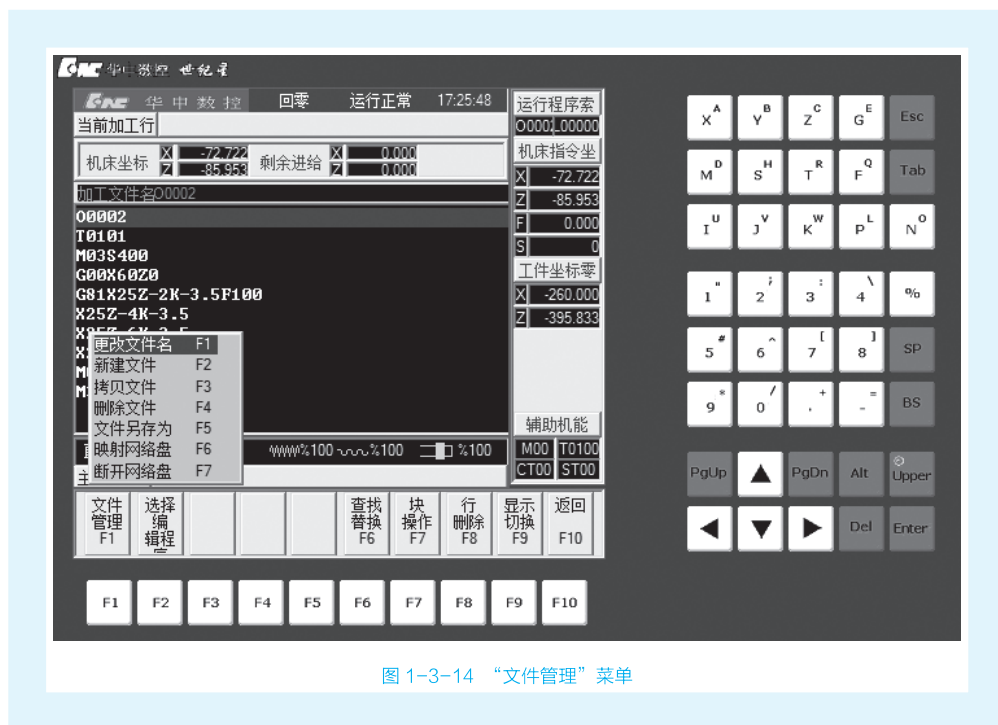 华中数控 世纪星
华中数控 回零 运行正常 17:25:48 运行程序索
当前加工行 O0002 L00000
机床坐标 X -72.722 剩余进给 X 0.000 机床指令坐
Z -85.953 Z 0.000
X -72.722
Z -85.953
F 0.000
S 0
工件坐标零
X -260.000
Z -395.833
辅助机能
M00 T0100
CT00 ST00
加工文件名O0002
O0002
T0101
M03S400
G00X60Z0
G81X25Z-2K-3.5F100
X25Z-4K-3.5
更改文件名 F1
新建文件 F2
拷贝文件 F3
删除文件 F4
文件另存为 F5
映射网络盘 F6
断开网络盘 F7
%100 %100 %100
文件管理 F1
选择编辑程
查找替换 F6
块操作 F7
行删除 F8
显示切换 F9
返回 F10
F1 F2 F3 F4 F5 F6 F7 F8 F9 F10
X A Y B Z C G E Esc
M D S H T R F Q Tab
I U J V K W P L N O
1 " 2 ; 3 : 4 \ %
5 # 6 ^ 7 [ 8 ] SP
9 * 0 / . + - = BS
PgUp ▲ PgDn Alt Upper
◀ ▼ ▶ Del Enter
图 1-3-14 “文件管理”菜单